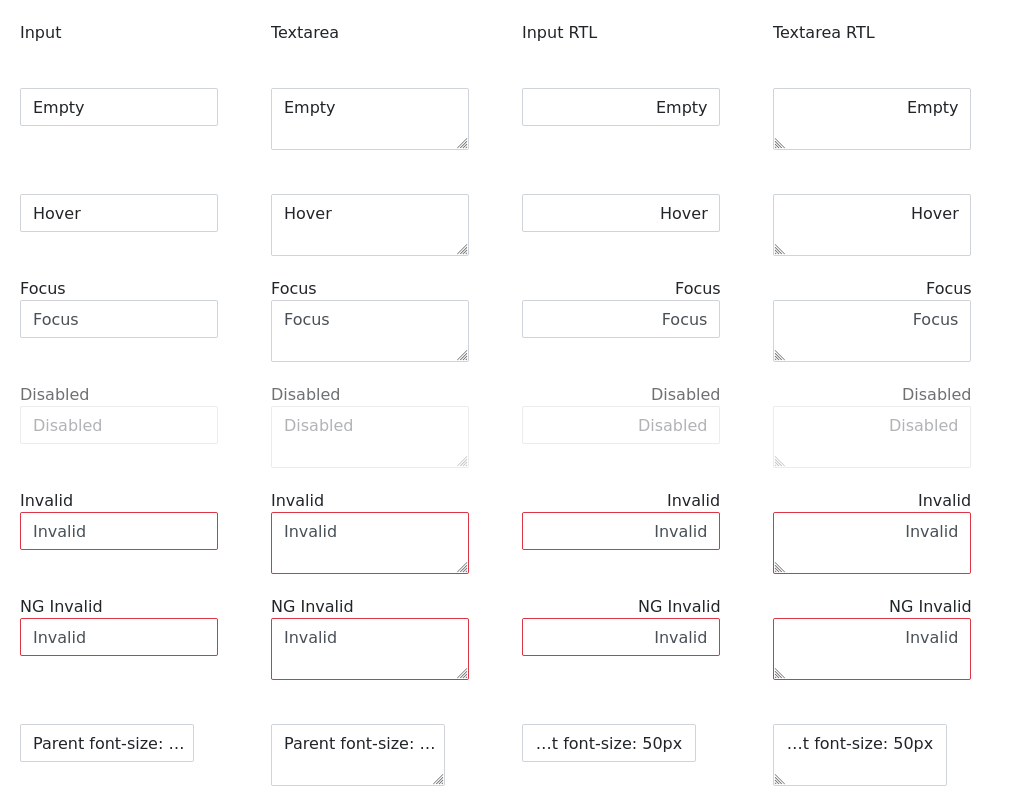 Input Textarea Input RTL Textarea RTL
Empty Empty Empty Empty
Hover Hover Hover Hover
Focus Focus Focus Focus
Focus Focus Focus Focus
Disabled Disabled Disabled Disabled
Disabled Disabled Disabled Disabled
Invalid Invalid Invalid Invalid
Invalid Invalid Invalid Invalid
NG Invalid NG Invalid NG Invalid NG Invalid
Invalid Invalid Invalid Invalid
Parent font-size: … Parent font-size: … …t font-size: 50px …t font-size: 50px